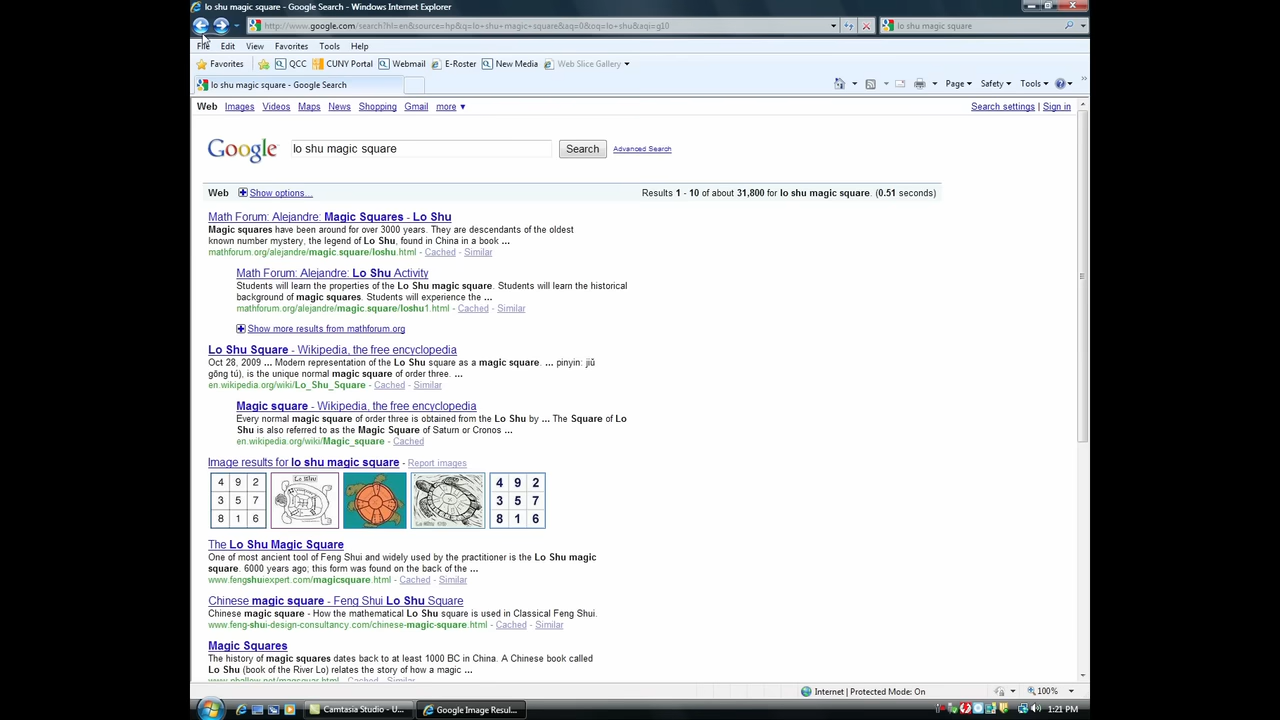 lo shu magic square - Google Search - Windows Internet Explorer
http://www.google.com/search?hl=en&source=hp&q=lo+shu+magic+square&aq=0&oq=lo+shu&aqi=g10
lo shu magic square
File Edit View Favorites Tools Help
Favorites QCC CUNY Portal Webmail E-Roster New Media Web Slice Gallery
lo shu magic square - Google Search
Page Safety Tools
Web Images Videos Maps News Shopping Gmail more ▼
Search settings | Sign in
Google lo shu magic square Search Advanced Search
Web Show options... Results 1 - 10 of about 31,800 for lo shu magic square. (0.51 seconds)
Math Forum: Alejandre: Magic Squares - Lo Shu
Magic squares have been around for over 3000 years. They are descendants of the oldest
known number mystery, the legend of Lo Shu, found in China in a book ...
mathforum.org/alejandre/magic.square/loshu.html - Cached - Similar
Math Forum: Alejandre: Lo Shu Activity
Students will learn the properties of the Lo Shu magic square. Students will learn the historical
background of magic squares. Students will experience the ...
mathforum.org/alejandre/magic.square/loshu1.html - Cached - Similar
Show more results from mathforum.org
Lo Shu Square - Wikipedia, the free encyclopedia
Oct 28, 2009 ... Modern representation of the Lo Shu square as a magic square. ... pinyin: jiǔ
gōng tú), is the unique normal magic square of order three. ...
en.wikipedia.org/wiki/Lo_Shu_Square - Cached - Similar
Magic square - Wikipedia, the free encyclopedia
Every normal magic square of order three is obtained from the Lo Shu by ... The Square of Lo
Shu is also referred to as the Magic Square of Saturn or Cronos ...
en.wikipedia.org/wiki/Magic_square - Cached
Image results for lo shu magic square - Report images
4 9 2
3 5 7
8 1 6
Lo Shu
4 9 2
3 5 7
8 1 6
The Lo Shu Magic Square
One of most ancient tool of Feng Shui and widely used by the practitioner is the Lo Shu magic
square. 6000 years ago; this form was found on the back of the ...
www.fengshuiexpert.com/magicsquare.html - Cached - Similar
Chinese magic square - Feng Shui Lo Shu Square
Chinese magic square - How the mathematical Lo Shu square is used in Classical Feng Shui.
www.feng-shui-design-consultancy.com/chinese-magic-square.html - Cached - Similar
Magic Squares
The history of magic squares dates back to at least 1000 BC in China. A Chinese book called
Lo Shu (book of the River Lo) relates the story of how a magic ...
Internet | Protected Mode: On 100%
Camtasia Studio - U... Google Image Resul... 1:21 PM